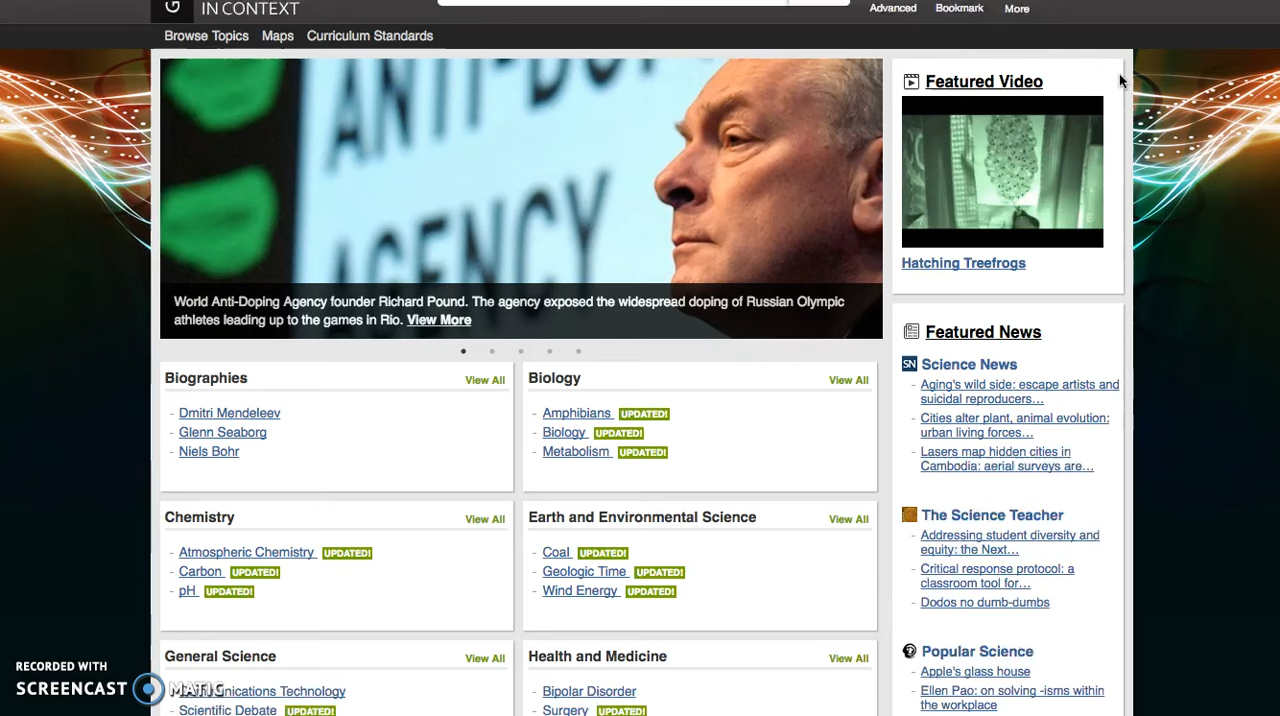 IN CONTEXT
Advanced Bookmark More
Browse Topics Maps Curriculum Standards
ANTI-DOPING
AGENCY
World Anti-Doping Agency founder Richard Pound. The agency exposed the widespread doping of Russian Olympic
athletes leading up to the games in Rio. View More
Biographies View All
- Dmitri Mendeleev
- Glenn Seaborg
- Niels Bohr
Biology View All
- Amphibians UPDATED!
- Biology UPDATED!
- Metabolism UPDATED!
Chemistry View All
- Atmospheric Chemistry UPDATED!
- Carbon UPDATED!
- pH UPDATED!
Earth and Environmental Science View All
- Coal UPDATED!
- Geologic Time UPDATED!
- Wind Energy UPDATED!
General Science View All
Communications Technology
Scientific Debate UPDATED!
Health and Medicine View All
- Bipolar Disorder
- Surgery UPDATED!
Featured Video
Hatching Treefrogs
Featured News
SN Science News
- Aging's wild side: escape artists and
suicidal reproducers…
- Cities alter plant, animal evolution:
urban living forces…
- Lasers map hidden cities in
Cambodia: aerial surveys are…
The Science Teacher
- Addressing student diversity and
equity: the Next…
- Critical response protocol: a
classroom tool for…
- Dodos no dumb-dumbs
Popular Science
- Apple's glass house
- Ellen Pao: on solving -isms within
the workplace
RECORDED WITH
SCREENCAST MATIC